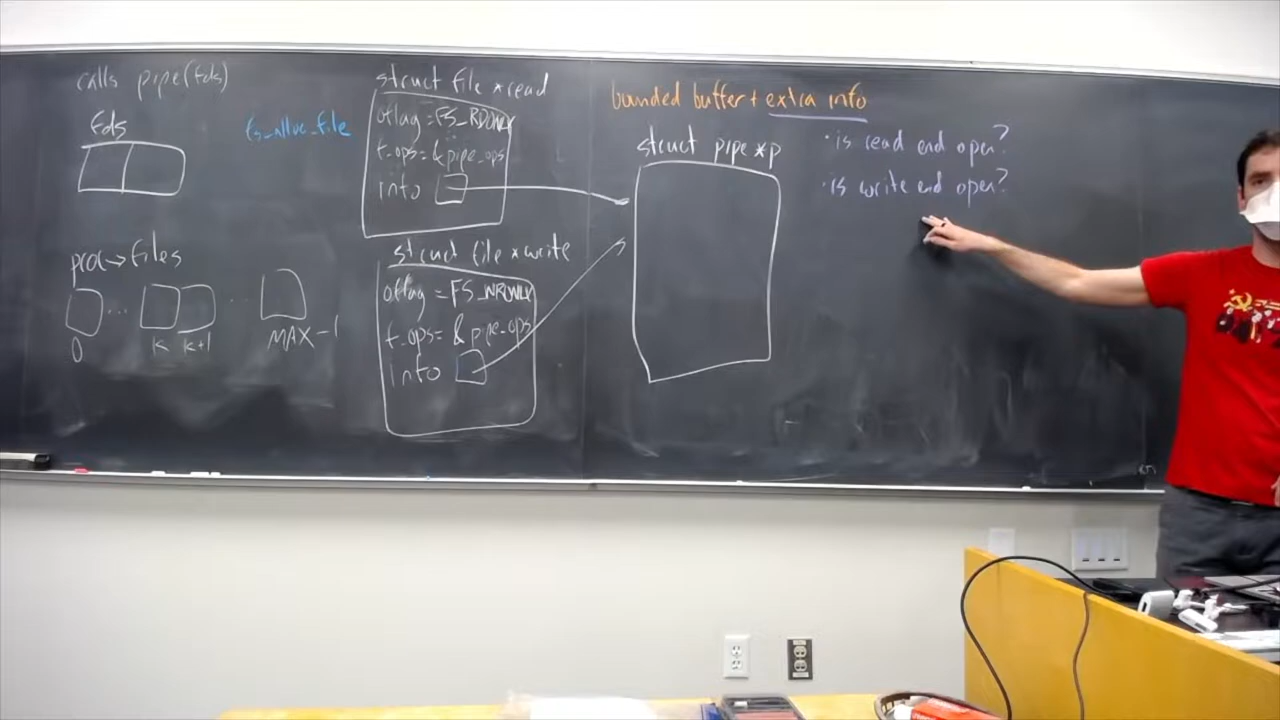 calls pipe(fds)
fds
fs_alloc_file
proc→files
0
...
k
k+1
...
MAX-1
struct file *read
oflag = FS_RDONLY
f_ops = &pipe_ops
info
struct file *write
oflag = FS_WRONLY
f_ops = & pipe_ops
info
bounded buffer + extra info
struct pipe *p
· is read end open?
· is write end open?